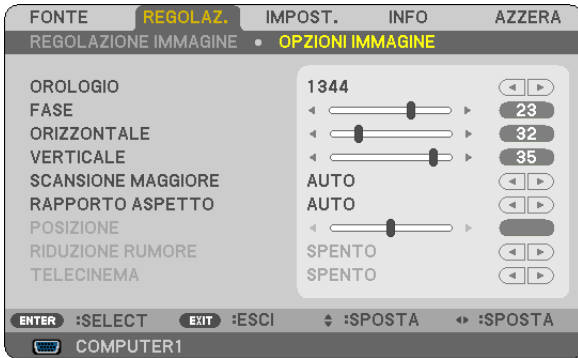 FONTE REGOLAZ. IMPOST. INFO AZZERA
REGOLAZIONE IMMAGINE • OPZIONI IMMAGINE
OROLOGIO 1344
FASE 23
ORIZZONTALE 32
VERTICALE 35
SCANSIONE MAGGIORE AUTO
RAPPORTO ASPETTO AUTO
POSIZIONE
RIDUZIONE RUMORE SPENTO
TELECINEMA SPENTO
ENTER :SELECT EXIT :ESCI :SPOSTA :SPOSTA
COMPUTER1